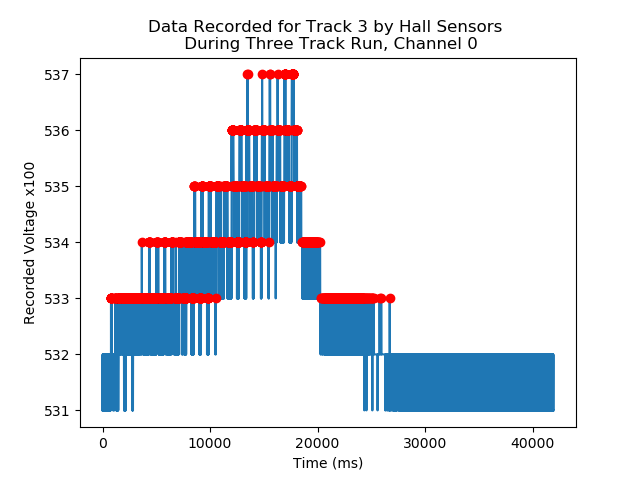 Data Recorded for Track 3 by Hall Sensors
During Three Track Run, Channel 0
537
536
535
534
533
532
531
Recorded Voltage x100
0 10000 20000 30000 40000
Time (ms)